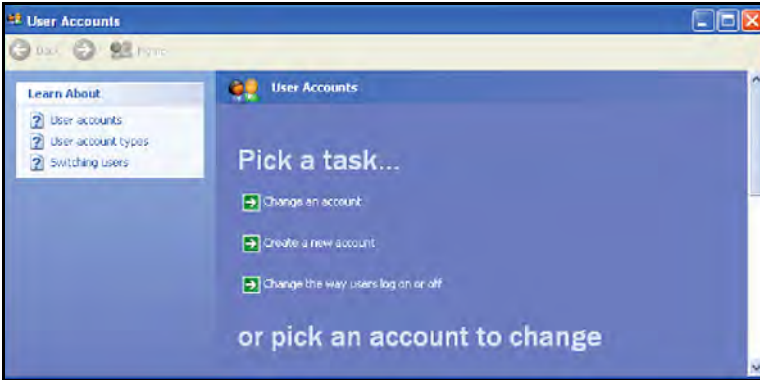 User Accounts
Back Home
Learn About
User accounts
User account types
Switching users
User Accounts
Pick a task...
Change an account
Create a new account
Change the way users log on or off
or pick an account to change